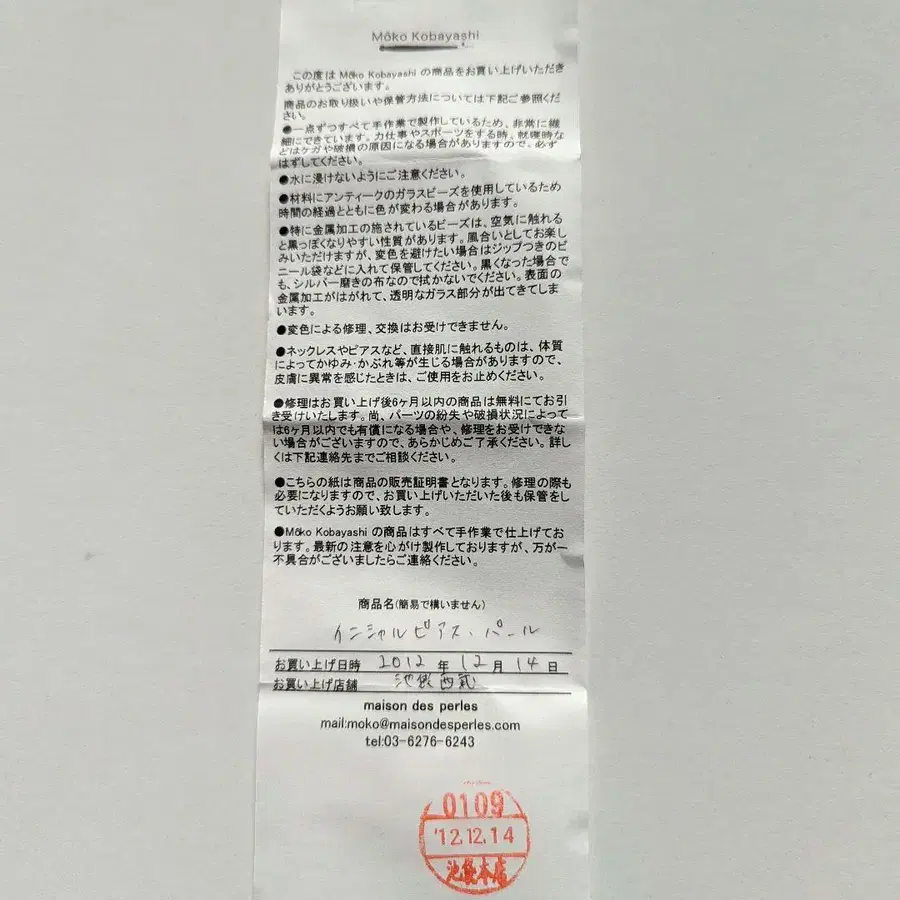 Môko Kobayashi
この度は Môko Kobayashi の商品をお買い上げいただき
ありがとうございます。
商品のお取り扱いや保管方法については下記ご参照くだ
さい。
●一点ずつすべて手作業で製作しているため、非常に繊
細にできています。力仕事やスポーツをする時、就寝時な
どはケガや破損の原因になる場合がありますので、必ず
はずしてください。
●水に浸けないようにご注意ください。
●材料にアンティークのガラスビーズを使用しているため
時間の経過とともに色が変わる場合があります。
●特に金属加工の施されているビーズは、空気に触れる
と黒っぽくなりやすい性質があります。風合いとしてお楽し
みいただけますが、変色を避けたい場合はジップつきのビ
ニール袋などに入れて保管してください。黒くなった場合で
も、シルバー磨きの布なので拭かないでください。表面の
金属加工がはがれて、透明なガラス部分が出てきてしま
います。
●変色による修理、交換はお受けできません。
●ネックレスやピアスなど、直接肌に触れるものは、体質
によってかゆみ・かぶれ等が生じる場合がありますので、
皮膚に異常を感じたときは、ご使用をお止めください。
●修理はお買い上げ後6ヶ月以内の商品は無料にてお引
き受けいたします。尚、パーツの紛失や破損状況によって
は6ヶ月以内でも有償になる場合や、修理をお受けできな
い場合がございますので、あらかじめご了承ください。詳し
くは下記連絡先までご相談ください。
●こちらの紙は商品の販売証明書となります。修理の際も
必要になりますので、お買い上げいただいた後も保管をし
ていただくようお願い致します。
●Môko Kobayashi の商品はすべて手作業で仕上げてお
ります。最新の注意を心がけ製作しておりますが、万が一
不具合がございましたらご連絡ください。
商品名(簡易で構いません)
イニシャルピアス・パール
お買い上げ日時 2012 年 12 月 14 日
お買い上げ店舗 池袋西武
maison des perles
mail:moko@maisondesperles.com
tel:03-6276-6243
0109
'12.12.14
池袋本店